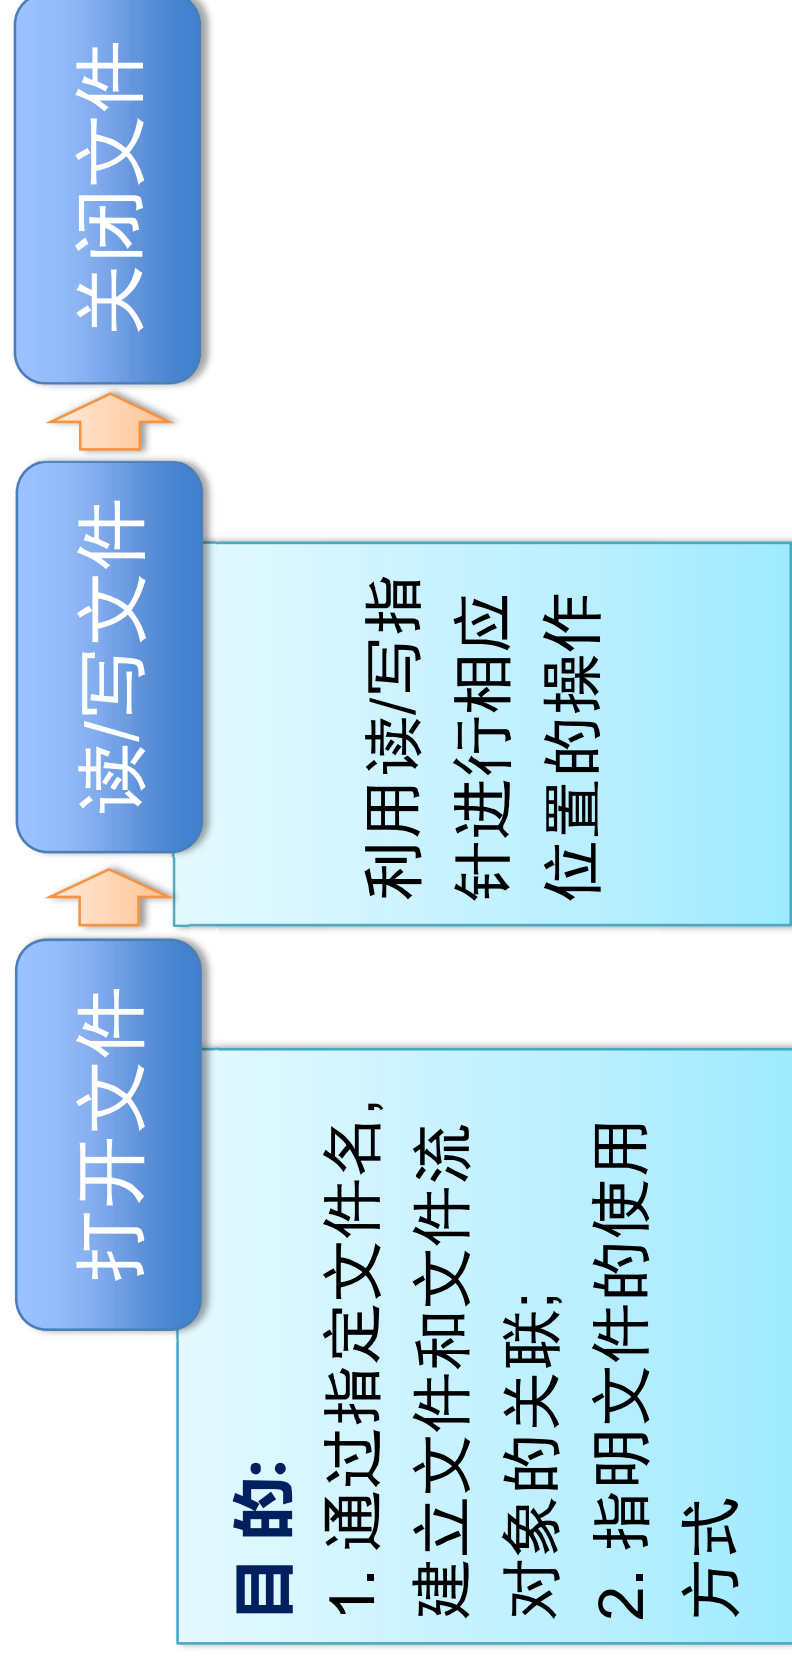 打开文件
目 的:
1. 通过指定文件名,
建立文件和文件流
对象的关联;
2. 指明文件的使用
方式
读/写文件
利用读/写指
针进行相应
位置的操作
关闭文件